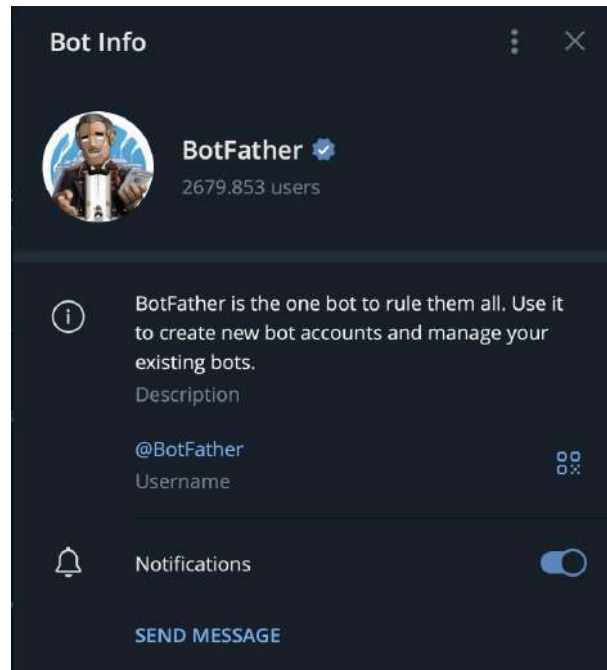 Bot Info
BotFather
2679.853 users
BotFather is the one bot to rule them all. Use it
to create new bot accounts and manage your
existing bots.
Description
@BotFather
Username
Notifications
SEND MESSAGE